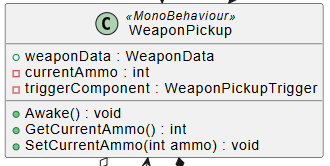 «MonoBehaviour»
WeaponPickup
weaponData : WeaponData
currentAmmo : int
triggerComponent : WeaponPickupTrigger
Awake() : void
GetCurrentAmmo() : int
SetCurrentAmmo(int ammo) : void